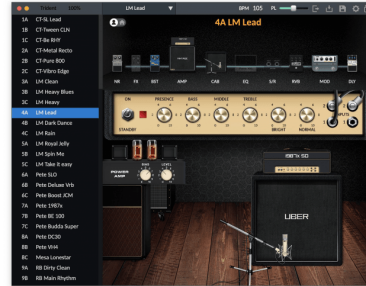 Trident 100%
LM Lead
BPM 105 PL
4A LM Lead
1A CT-SL Lead
1B CT-Tween CLN
1C CT-Be RHY
2A CT-Metal Recto
2B CT-Pure 800
2C CT-Vibro Edge
3A LM Clean
3B LM Heavy Blues
3C LM Heavy
4A LM Lead
4B LM Dark Dance
4C LM Rain
5A LM Royal Jelly
5B LM Spin Me
5C LM Take it easy
6A Pete SLO
6B Pete Deluxe Vrb
6C Pete Boost JCM
7A Pete 1987x
7B Pete BE 100
7C Pete Budda Super
8A Pete DC30
8B Pete VH4
8C Mesa Lonestar
9A RB Dirty Clean
9B RB Main Rhythm
NR FX BST AMP CAB EQ S/R RVB MOD DLY
ON PRESENCE BASS MIDDLE TREBLE
INPUTS
STANDBY BRIGHT NORMAL
POWER
AMP
BIAS LEVEL
1987x 50
UBER